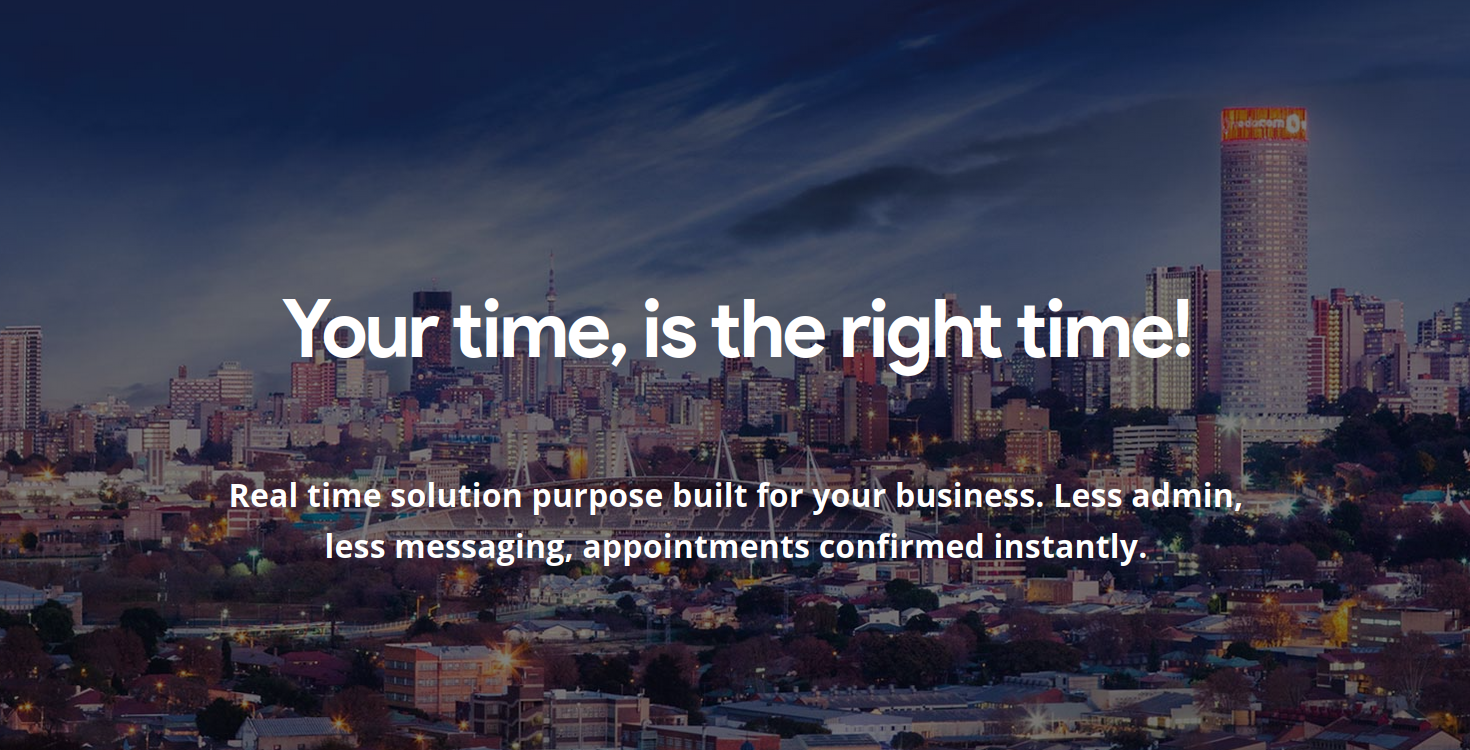 Your time, is the right time!
Real time solution purpose built for your business. Less admin,
less messaging, appointments confirmed instantly.